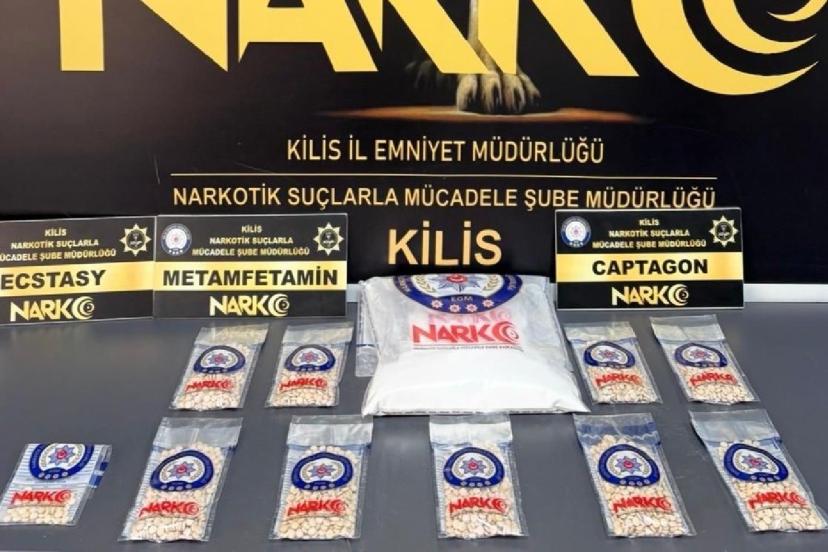 NARKO
KİLİS İL EMNİYET MÜDÜRLÜĞÜ
NARKOTİK SUÇLARLA MÜCADELE ŞUBE MÜDÜRLÜĞÜ
KİLİS
KİLİS
NARKOTİK SUÇLARLA
MÜCADELE ŞUBE MÜDÜRLÜĞÜ
ECSTASY
NARKO
KİLİS
NARKOTİK SUÇLARLA
MÜCADELE ŞUBE MÜDÜRLÜĞÜ
METAMFETAMİN
NARKO
KİLİS
NARKOTİK SUÇLARLA
MÜCADELE ŞUBE MÜDÜRLÜĞÜ
CAPTAGON
NARKO
EGM
NARKO
NARKO
NARKO
NARKO
NARKO
NARKO
NARKO
NARKO
NARKO
NARKO
NARKO